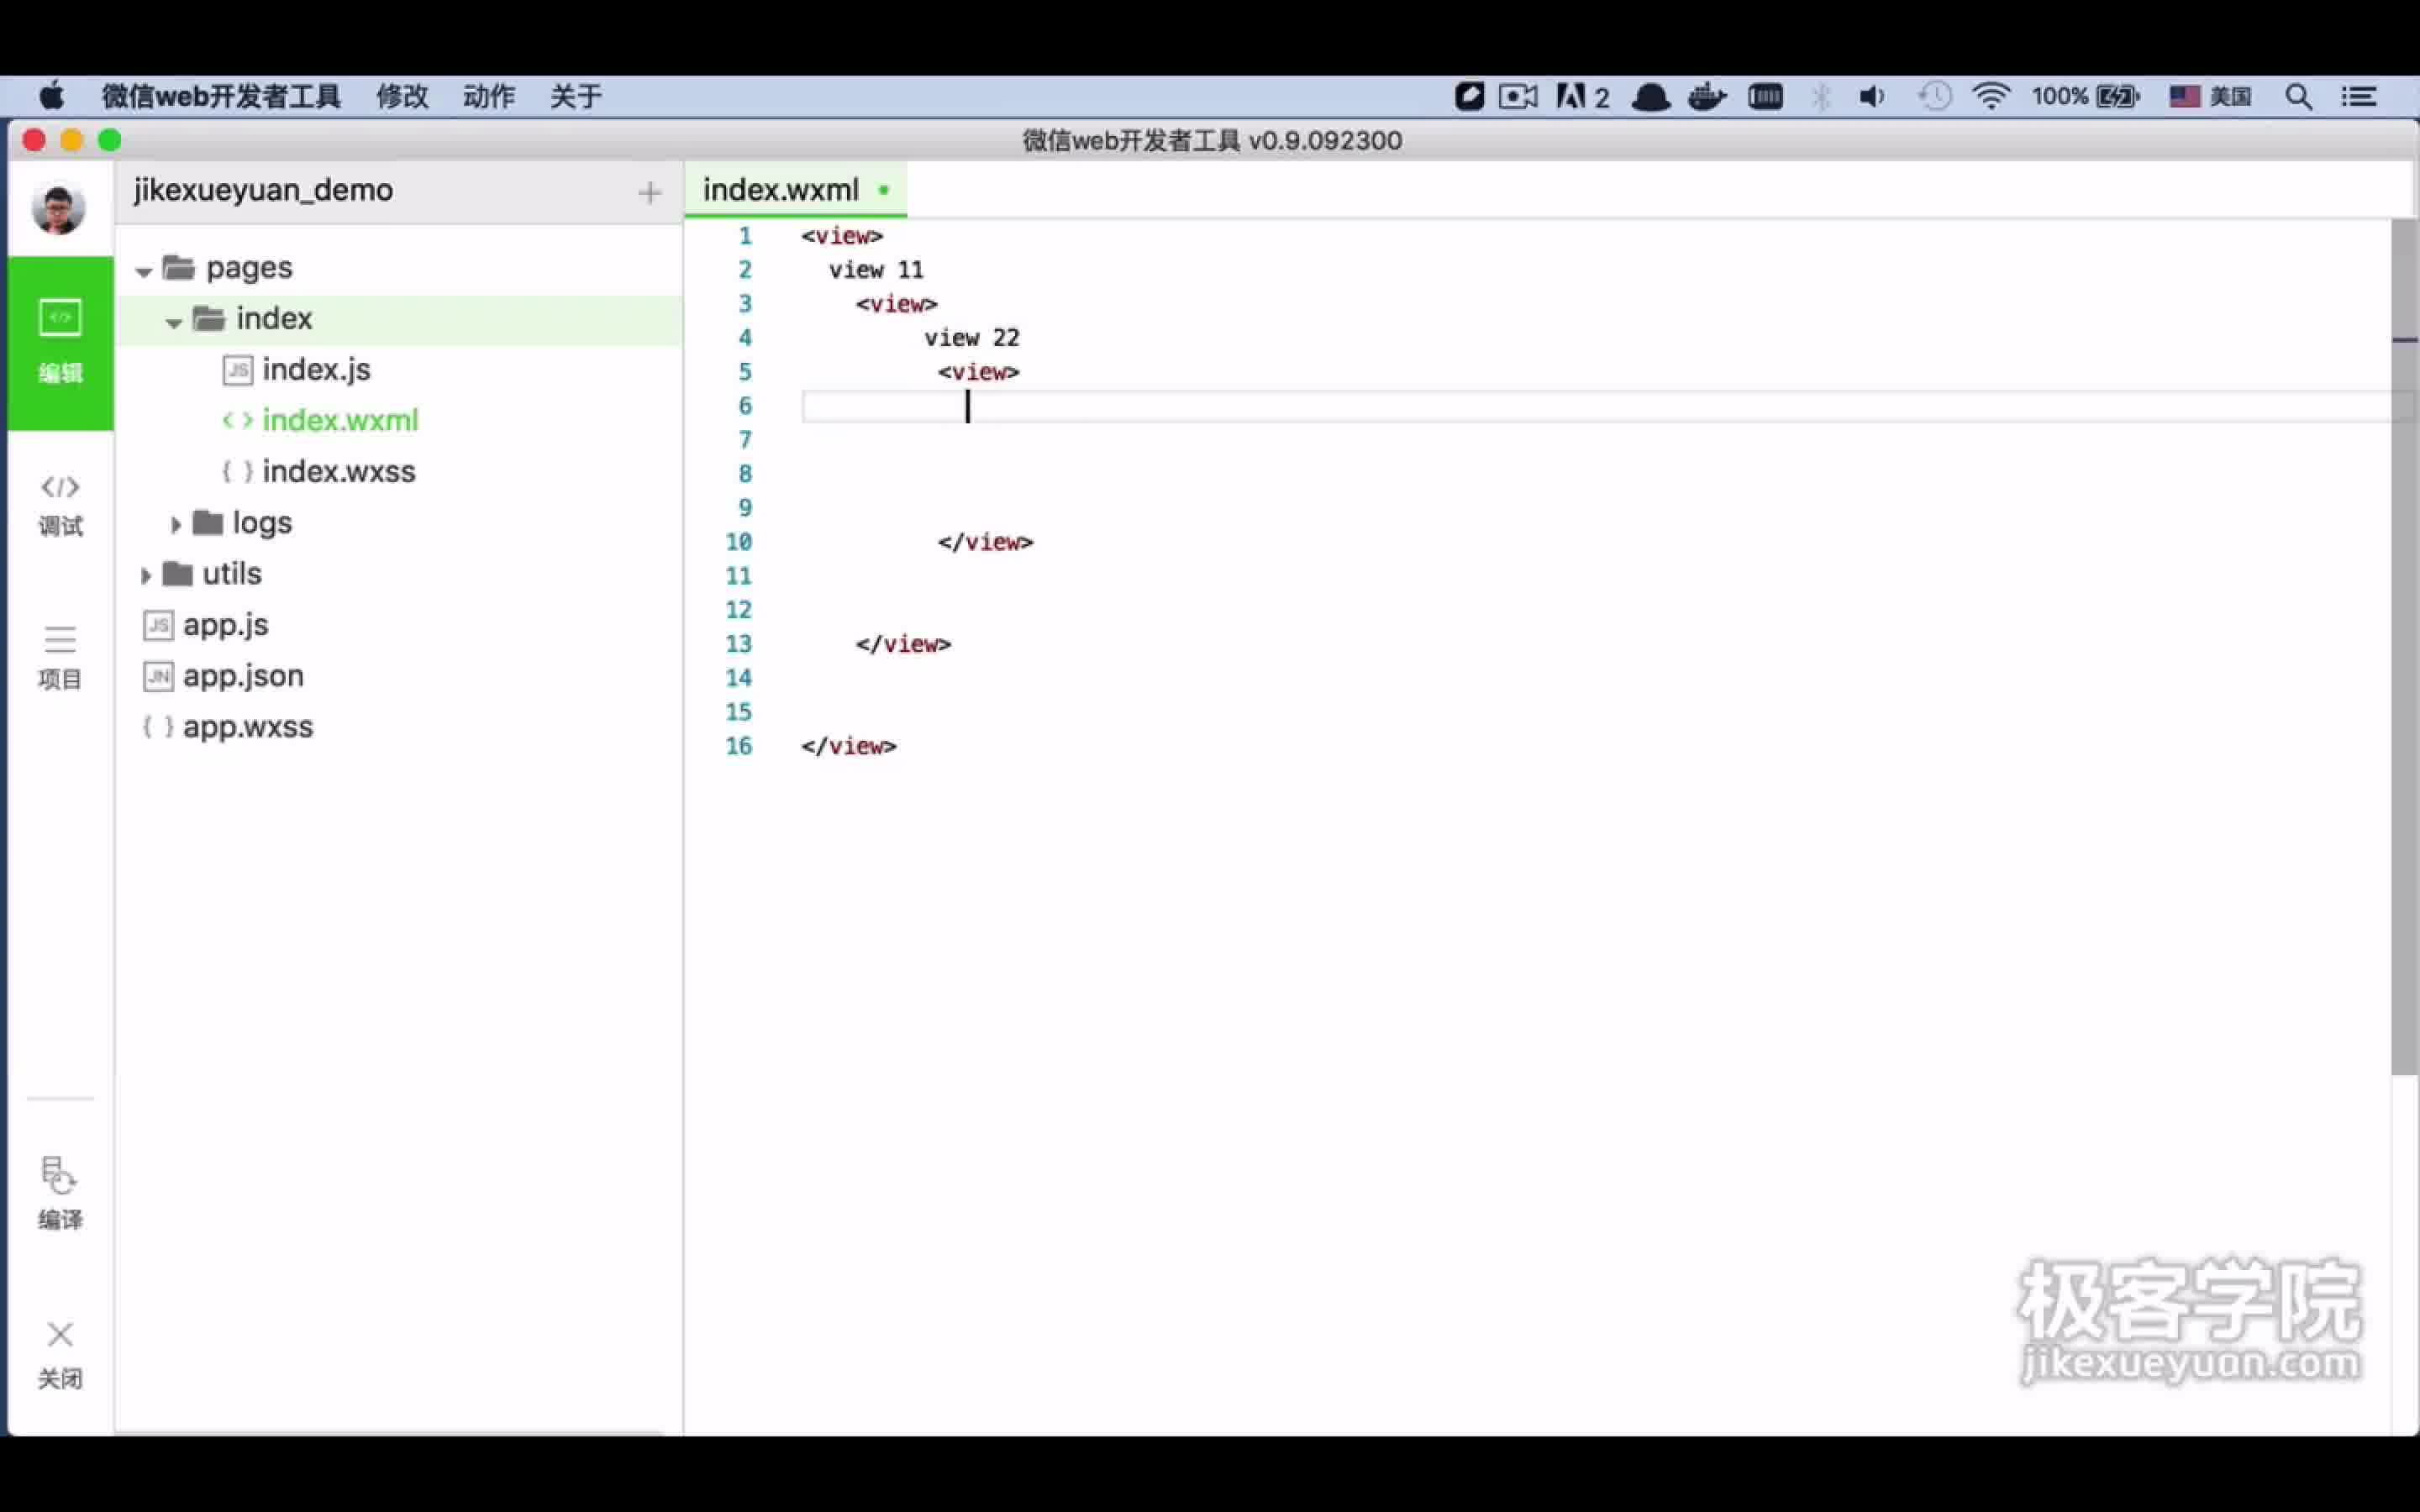 微信web开发者工具 修改 动作 关于 2 100% 美国
微信web开发者工具 v0.9.092300
jikexueyuan_demo +
index.wxml
编辑
调试
项目
编译
关闭
pages
index
JS index.js
< > index.wxml
{ } index.wxss
logs
utils
JS app.js
JN app.json
{ } app.wxss
1 <view>
2 view 11
3 <view>
4 view 22
5 <view>
6
7
8
9
10 </view>
11
12
13 </view>
14
15
16 </view>
极客学院
jikexueyuan.com